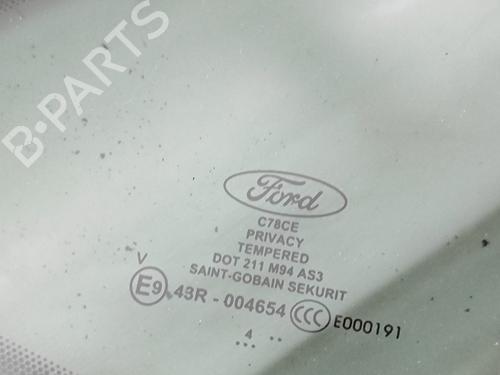 B-PARTS
Ford
C78CE
PRIVACY
TEMPERED
DOT 211 M94 AS3
SAINT-GOBAIN SEKURIT
V
E9 43R - 004654 CCC E000191
4